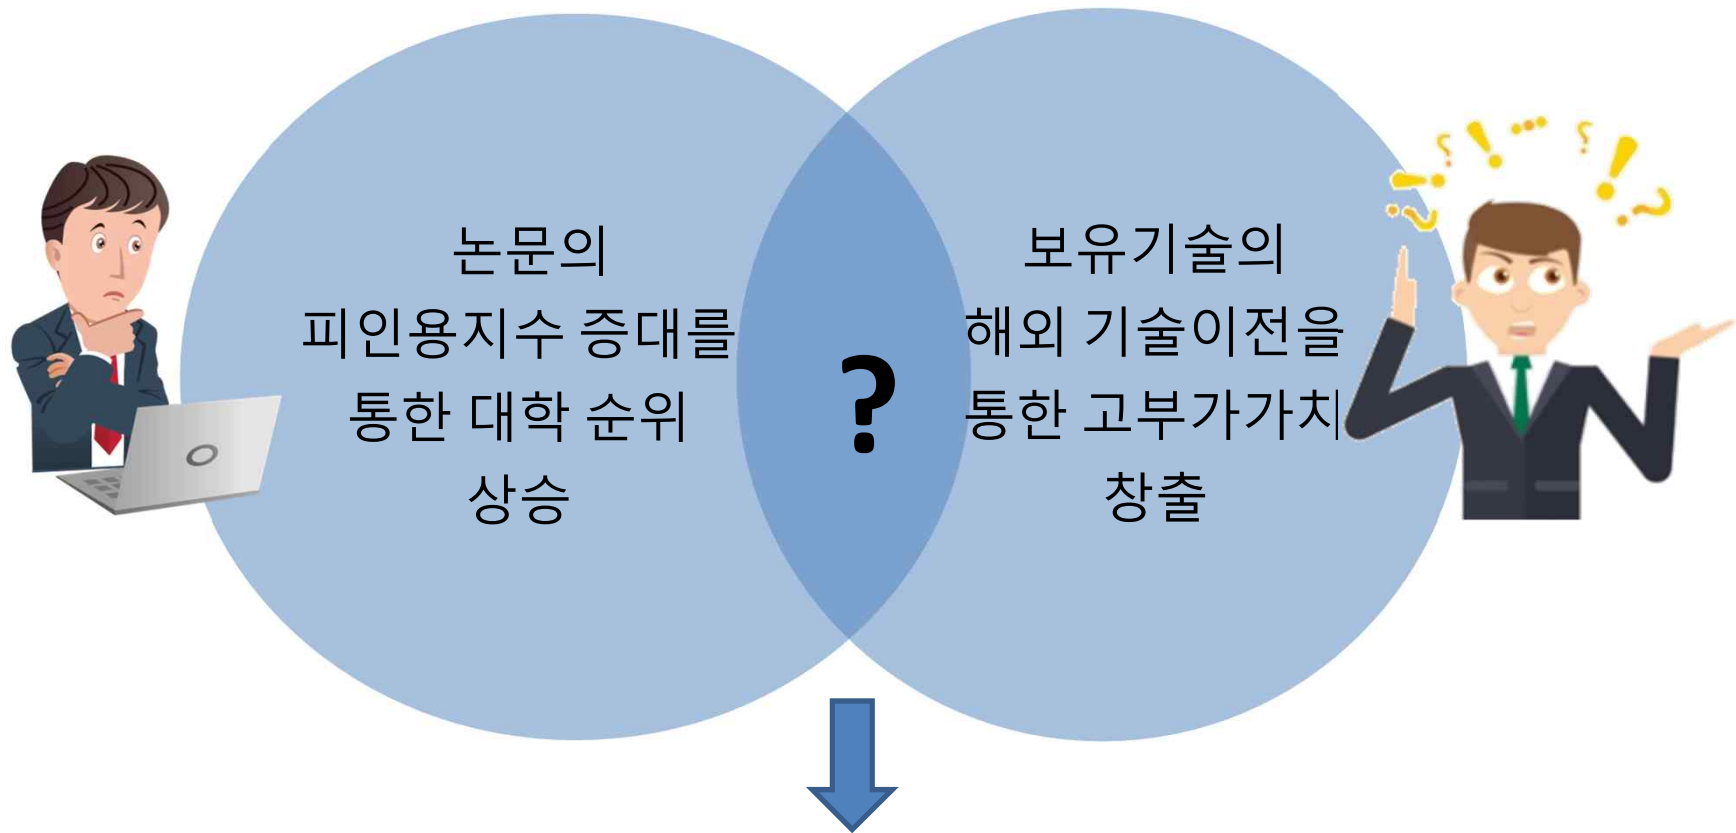 논문의
피인용지수 증대를
통한 대학 순위
상승
?
보유기술의
해외 기술이전을
통한 고부가가치
창출